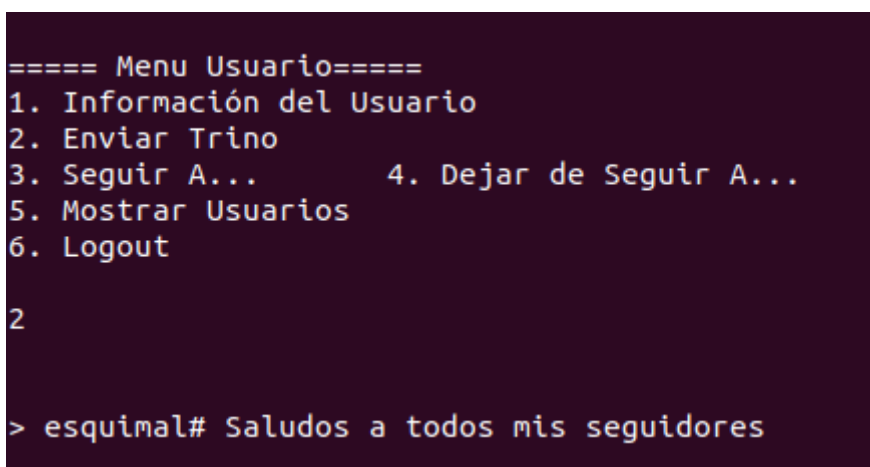 ===== Menu Usuario=====
1. Información del Usuario
2. Enviar Trino
3. Seguir A...       4. Dejar de Seguir A...
5. Mostrar Usuarios
6. Logout
2
> esquimal# Saludos a todos mis seguidores